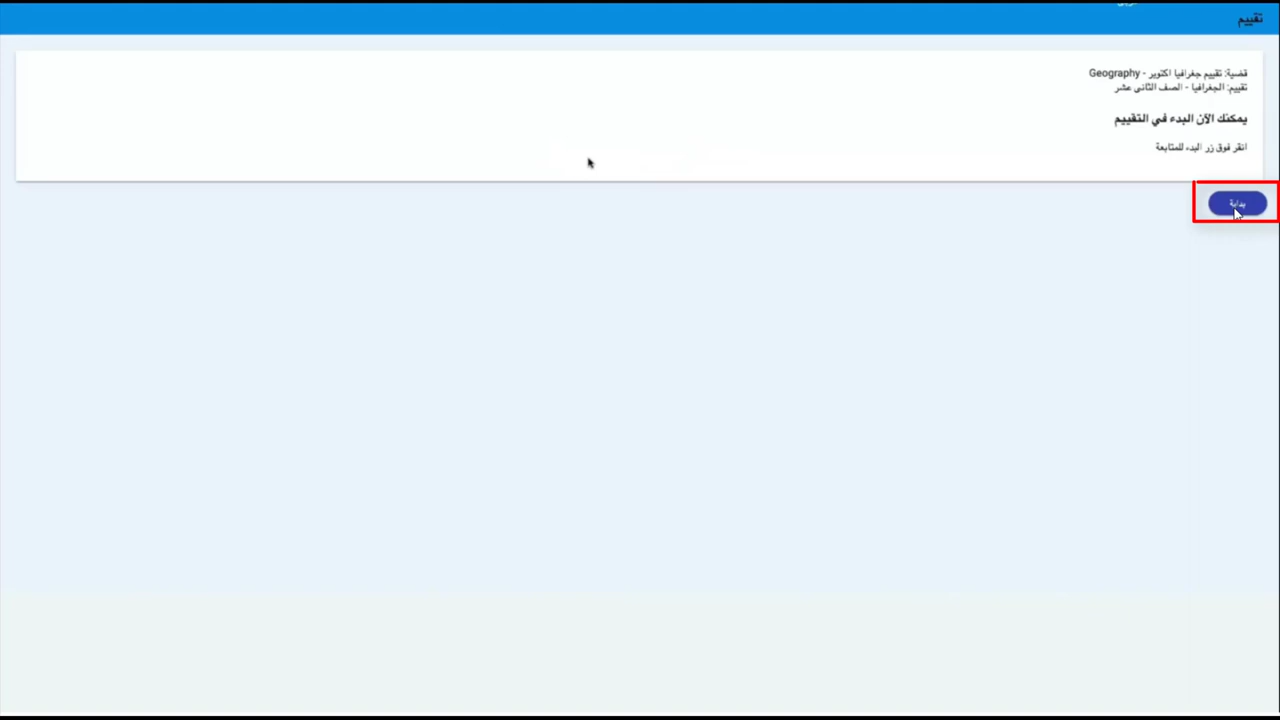 تقييم
قضية: تقييم جغرافيا اكتوبر - Geography
تقييم: الجغرافيا - الصف الثاني عشر
يمكنك الآن البدء في التقييم
انقر فوق زر البدء للمتابعة
بداية